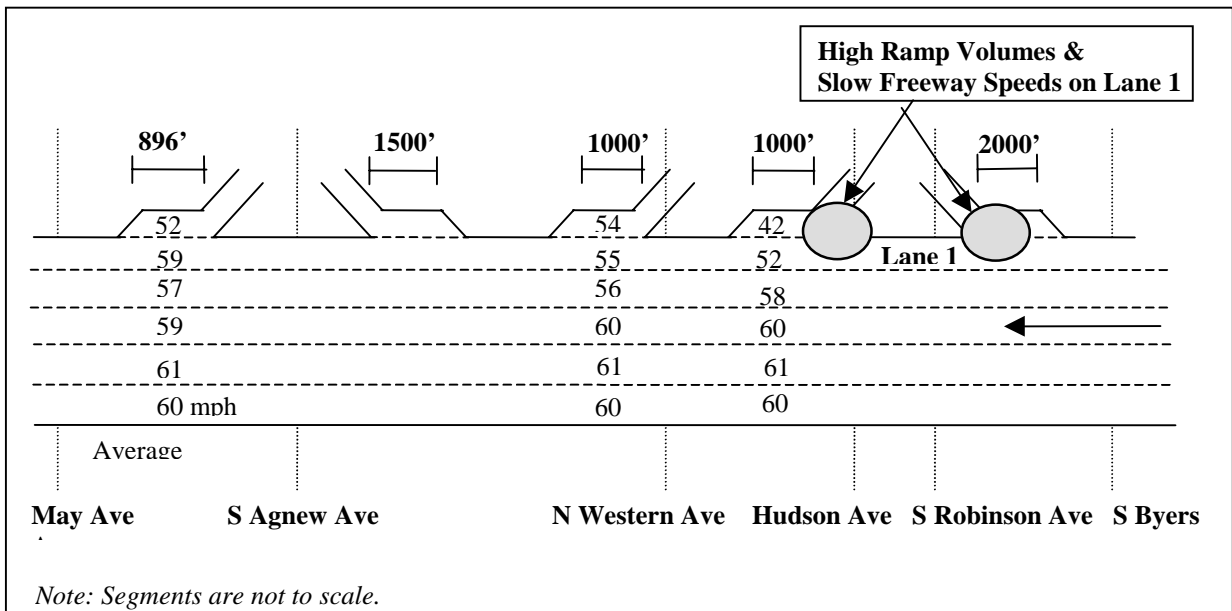 High Ramp Volumes &
Slow Freeway Speeds on Lane 1
896’ 1500’ 1000’ 1000’ 2000’
52 54 42
59 55 52 Lane 1
57 56 58
59 60 60
61 61 61
60 mph 60 60
Average
May Ave S Agnew Ave N Western Ave Hudson Ave S Robinson Ave S Byers
Note: Segments are not to scale.